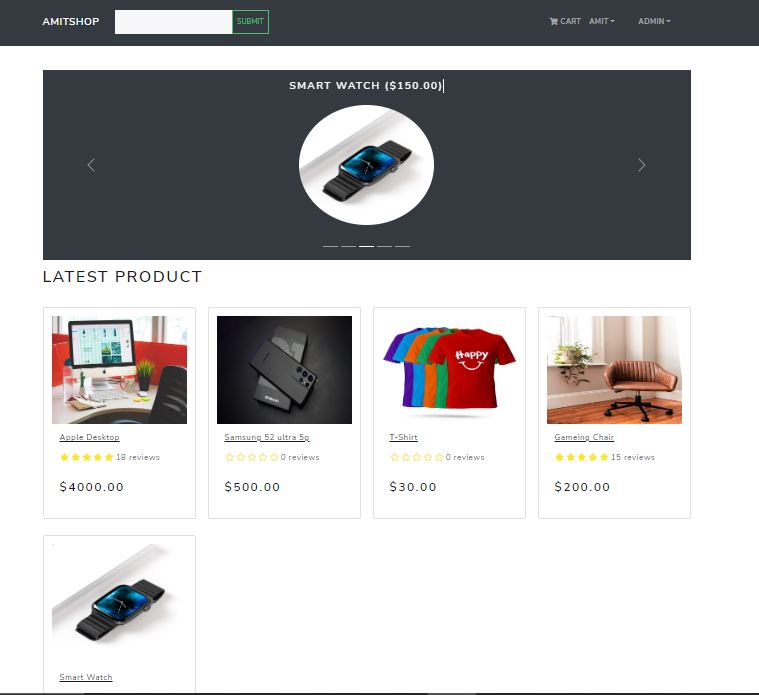 AMITSHOP SUBMIT CART AMIT ADMIN
SMART WATCH ($150.00)
LATEST PRODUCT
Apple Desktop
18 reviews
$4000.00
Samsung 52 ultra 5g
0 reviews
$500.00
Happy
T-Shirt
0 reviews
$30.00
Gameing Chair
15 reviews
$200.00
Smart Watch